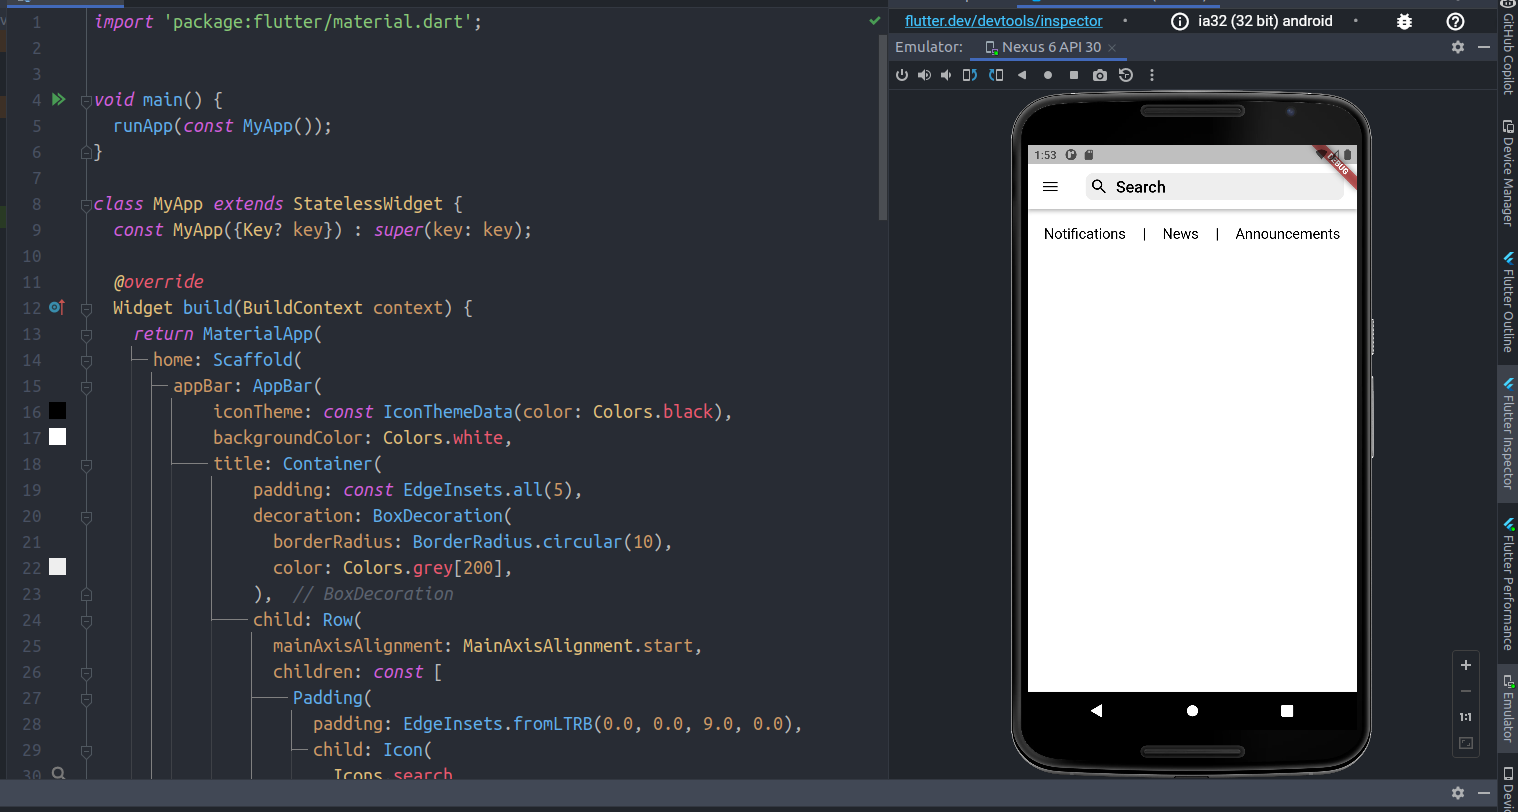 1 import 'package:flutter/material.dart';
2
3
4 void main() {
5 runApp(const MyApp());
6 }
7
8 class MyApp extends StatelessWidget {
9 const MyApp({Key? key}) : super(key: key);
10
11 @override
12 Widget build(BuildContext context) {
13 return MaterialApp(
14 home: Scaffold(
15 appBar: AppBar(
16 iconTheme: const IconThemeData(color: Colors.black),
17 backgroundColor: Colors.white,
18 title: Container(
19 padding: const EdgeInsets.all(5),
20 decoration: BoxDecoration(
21 borderRadius: BorderRadius.circular(10),
22 color: Colors.grey[200],
23 ), // BoxDecoration
24 child: Row(
25 mainAxisAlignment: MainAxisAlignment.start,
26 children: const [
27 Padding(
28 padding: EdgeInsets.fromLTRB(0.0, 0.0, 9.0, 0.0),
29 child: Icon(
30 Icons.search
flutter.dev/devtools/inspector • ia32 (32 bit) android •
Emulator: Nexus 6 API 30
1:53
DEBUG
Search
Notifications | News | Announcements
1:1
GitHub Copilot
Device Manager
Flutter Outline
Flutter Inspector
Flutter Performance
Emulator